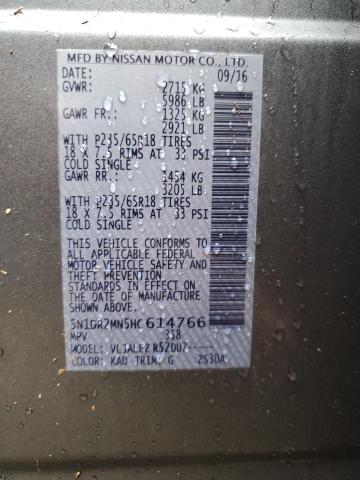 MFD BY NISSAN MOTOR CO., LTD.
DATE: 09/16
GVWR: 2715 KG
5986 LB
GAWR FR.: 1325 KG
2921 LB
WITH P235/65R18 TIRES
18 X 7.5 RIMS AT 33 PSI
COLD SINGLE
GAWR RR.: 1454 KG
3205 LB
WITH P235/65R18 TIRES
18 X 7.5 RIMS AT 33 PSI
COLD SINGLE
THIS VEHICLE CONFORMS TO
ALL APPLICABLE FEDERAL
MOTOR VEHICLE SAFETY
AND THEFT PREVENTION
STANDARDS IN EFFECT ON
THE DATE OF MANUFACTURE
SHOWN ABOVE.
5N1DR2MN5HC614766
MPV 358
MODEL:
COLOR: KAD TRIM: G 2S30A